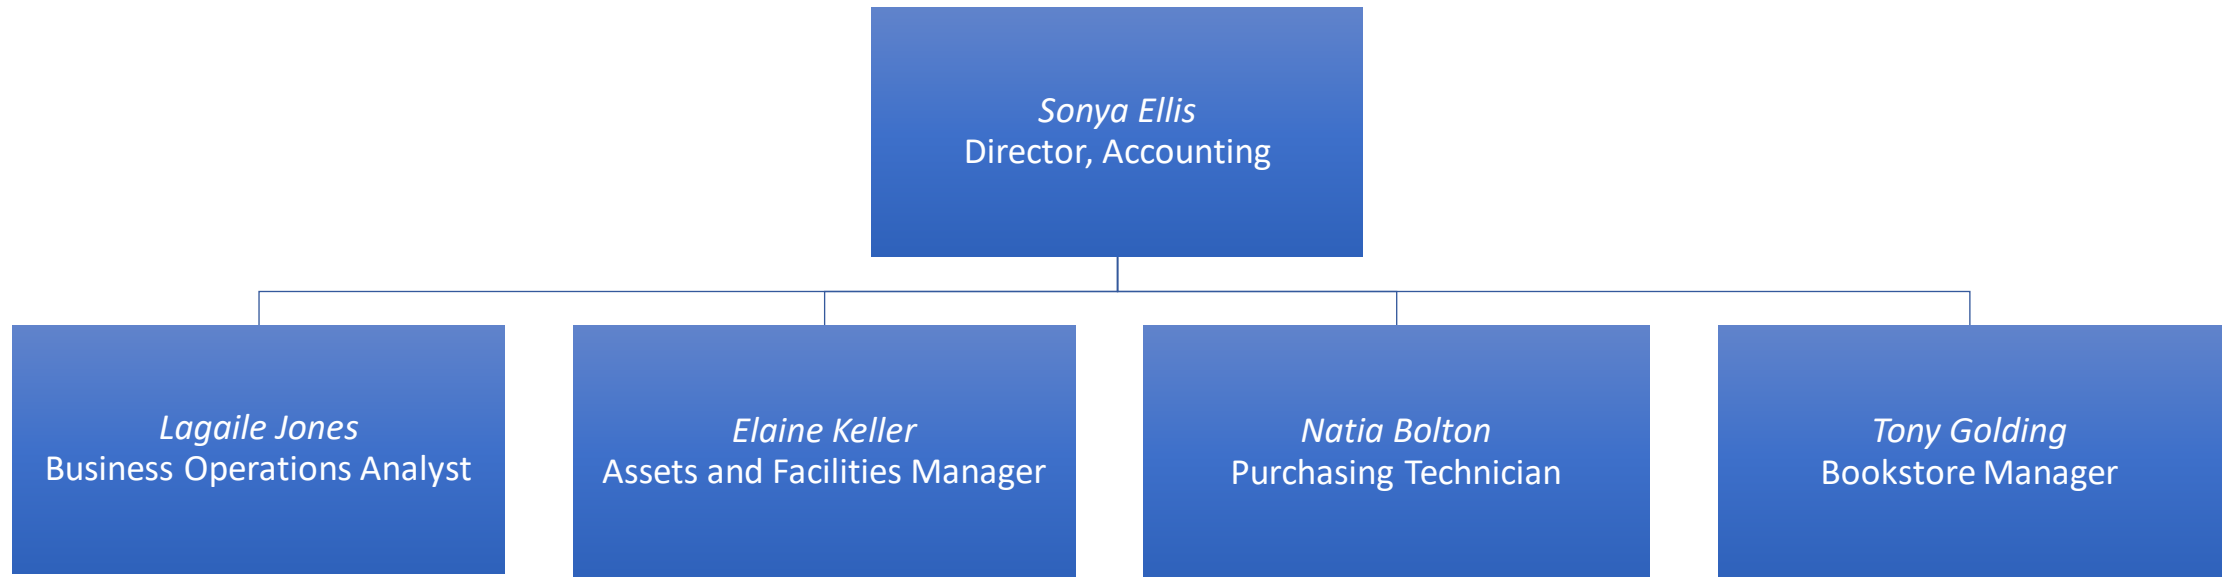 Sonya Ellis
Director, Accounting
Lagaile Jones
Business Operations Analyst
Elaine Keller
Assets and Facilities Manager
Natia Bolton
Purchasing Technician
Tony Golding
Bookstore Manager